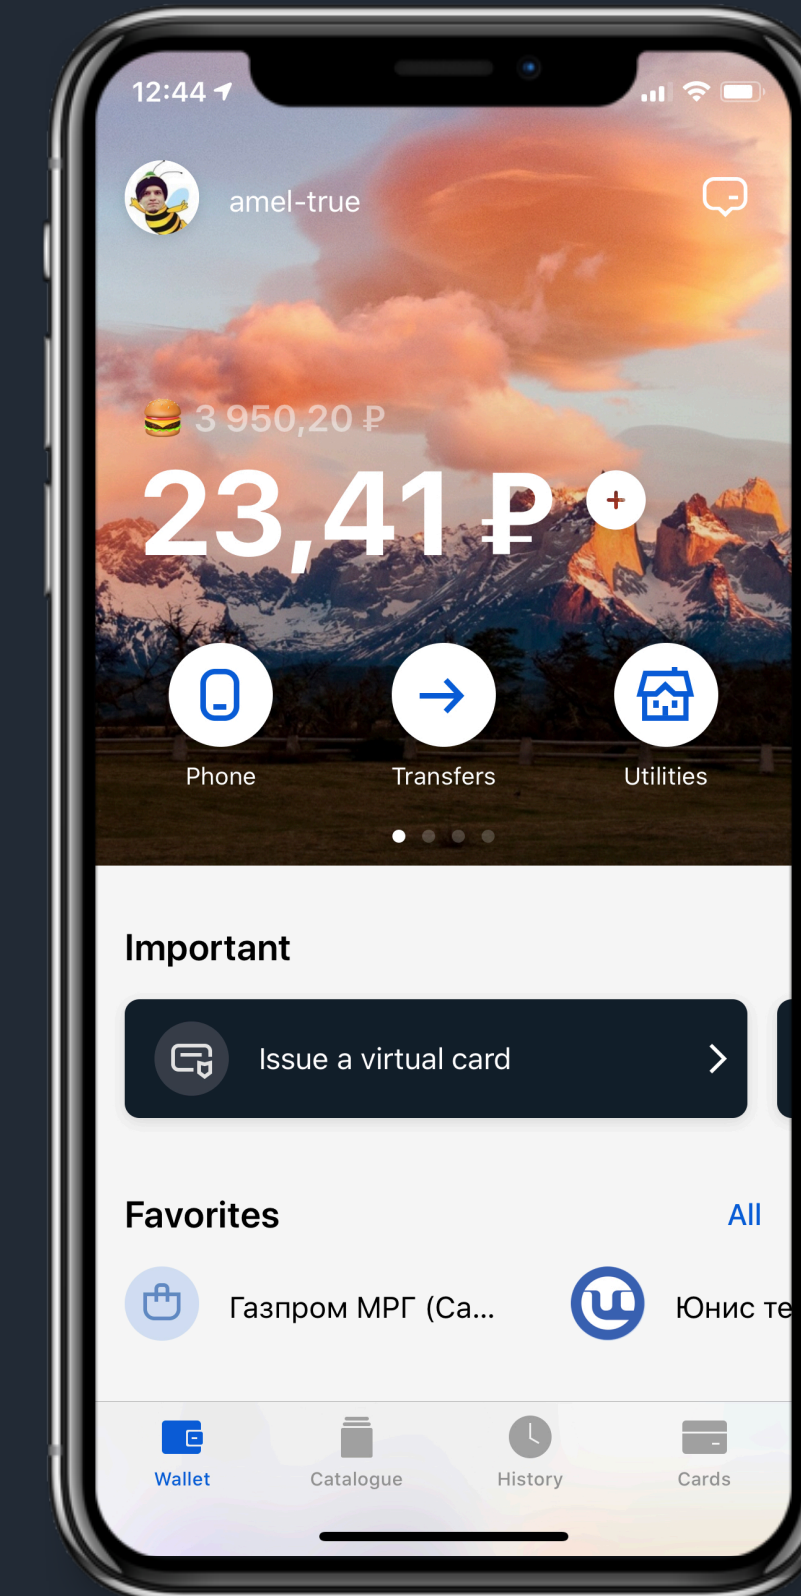 12:44
amel-true
3 950,20 ₽
23,41 ₽
Phone
Transfers
Utilities
Important
Issue a virtual card
Favorites
All
Газпром МРГ (Са...
Юнис те
Wallet
Catalogue
History
Cards